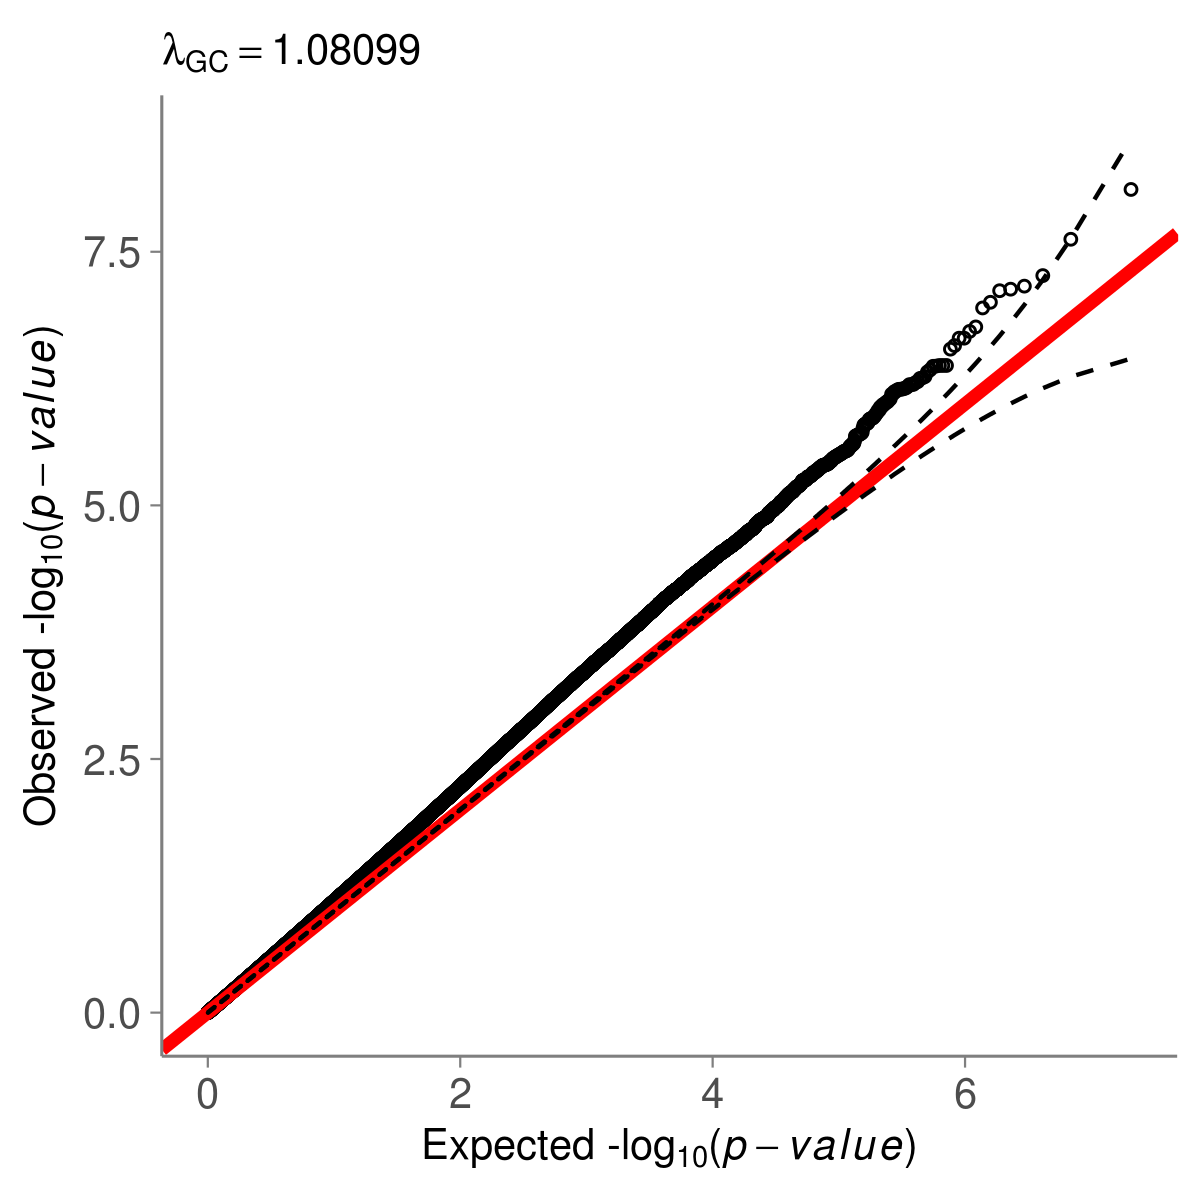 λGC = 1.08099
Observed -log10(p − value)
7.5
5.0
2.5
0.0
0 2 4 6
Expected -log10(p − value)